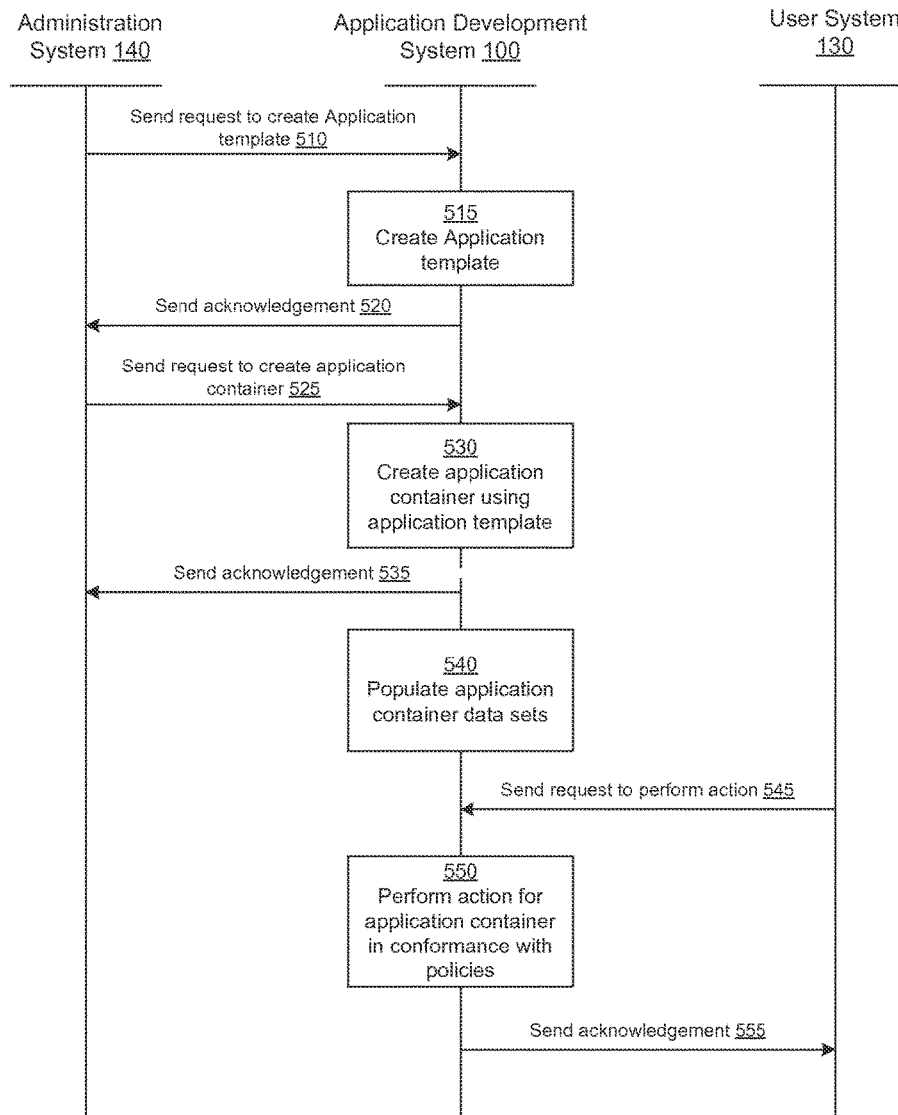 Administration
System 140
Application Development
System 100
User System
130
Send request to create Application
template 510
515
Create Application
template
Send acknowledgement 520
Send request to create application
container 525
530
Create application
container using
application template
Send acknowledgement 535
540
Populate application
container data sets
Send request to perform action 545
550
Perform action for
application container
in conformance with
policies
Send acknowledgement 555